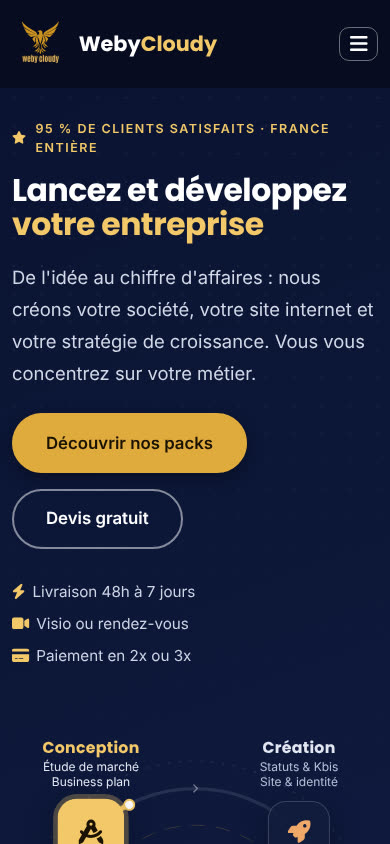 weby cloudy
WebyCloudy
95 % DE CLIENTS SATISFAITS · FRANCE
ENTIÈRE
Lancez et développez
votre entreprise
De l'idée au chiffre d'affaires : nous
créons votre société, votre site internet et
votre stratégie de croissance. Vous vous
concentrez sur votre métier.
Découvrir nos packs
Devis gratuit
Livraison 48h à 7 jours
Visio ou rendez-vous
Paiement en 2x ou 3x
Conception
Étude de marché
Business plan
Création
Statuts & Kbis
Site & identité